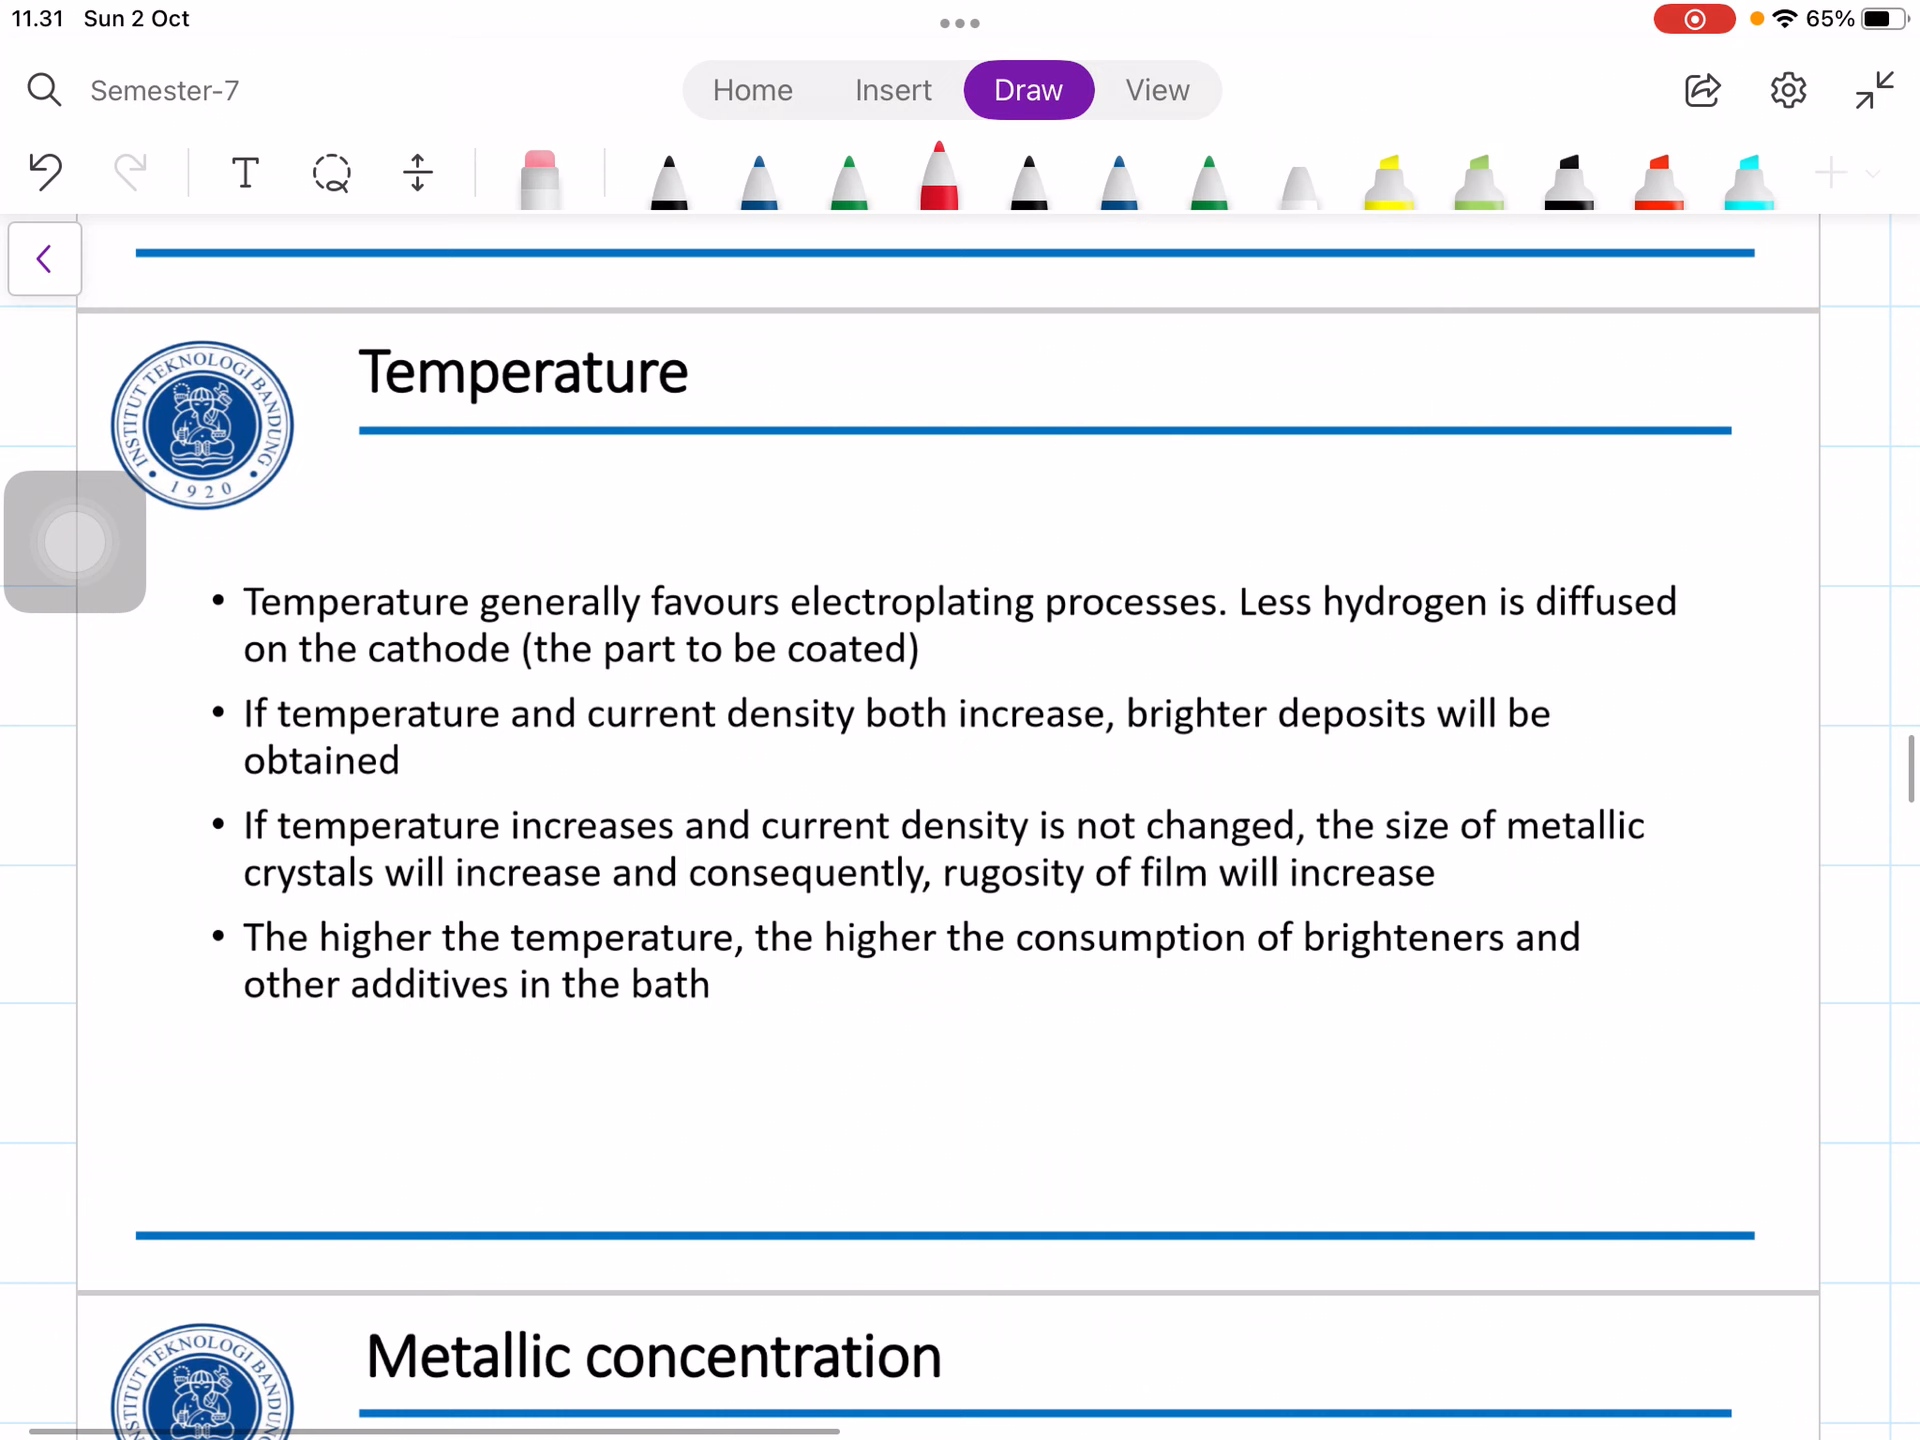 11.31 Sun 2 Oct
65%
Semester-7
Home Insert Draw View
T
Temperature
INSTITUT TEKNOLOGI BANDUNG
1920
• Temperature generally favours electroplating processes. Less hydrogen is diffused
on the cathode (the part to be coated)
• If temperature and current density both increase, brighter deposits will be
obtained
• If temperature increases and current density is not changed, the size of metallic
crystals will increase and consequently, rugosity of film will increase
• The higher the temperature, the higher the consumption of brighteners and
other additives in the bath
Metallic concentration
INSTITUT TEKNOLOGI BANDUNG